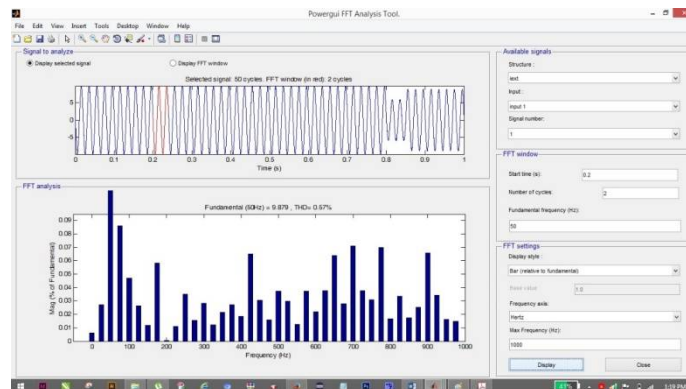 Powergui FFT Analysis Tool.
File Edit View Insert Tools Desktop Window Help
Signal to analyze
Display selected signal
Display FFT window
Selected signal: 50 cycles. FFT window (in red): 2 cycles
5
0
-5
0 0.1 0.2 0.3 0.4 0.5 0.6 0.7 0.8 0.9 1
Time (s)
FFT analysis
Fundamental (50Hz) = 9.879 , THD= 0.57%
Mag (% of Fundamental)
0.09
0.08
0.07
0.06
0.05
0.04
0.03
0.02
0.01
0
0 100 200 300 400 500 600 700 800 900 1000
Frequency (Hz)
Available signals
Structure :
Input :
input 1
Signal number:
1
FFT window
Start time (s):
0.2
Number of cycles:
2
Fundamental frequency (Hz):
50
FFT settings
Display style :
Bar (relative to fundamental)
Base value:
1.0
Frequency axis:
Hertz
Max Frequency (Hz):
1000
Display
Close
1:19 PM